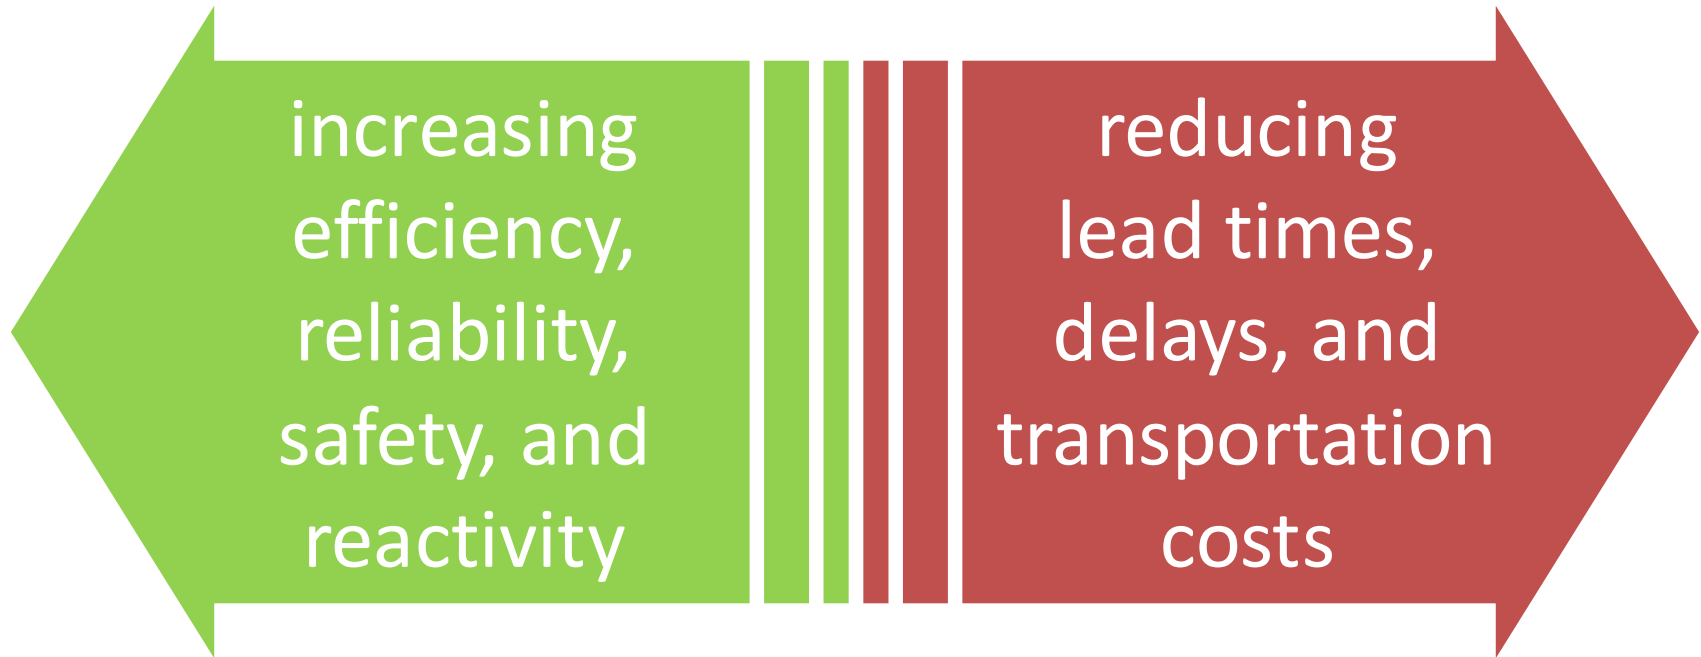 increasing
efficiency,
reliability,
safety, and
reactivity
reducing
lead times,
delays, and
transportation
costs